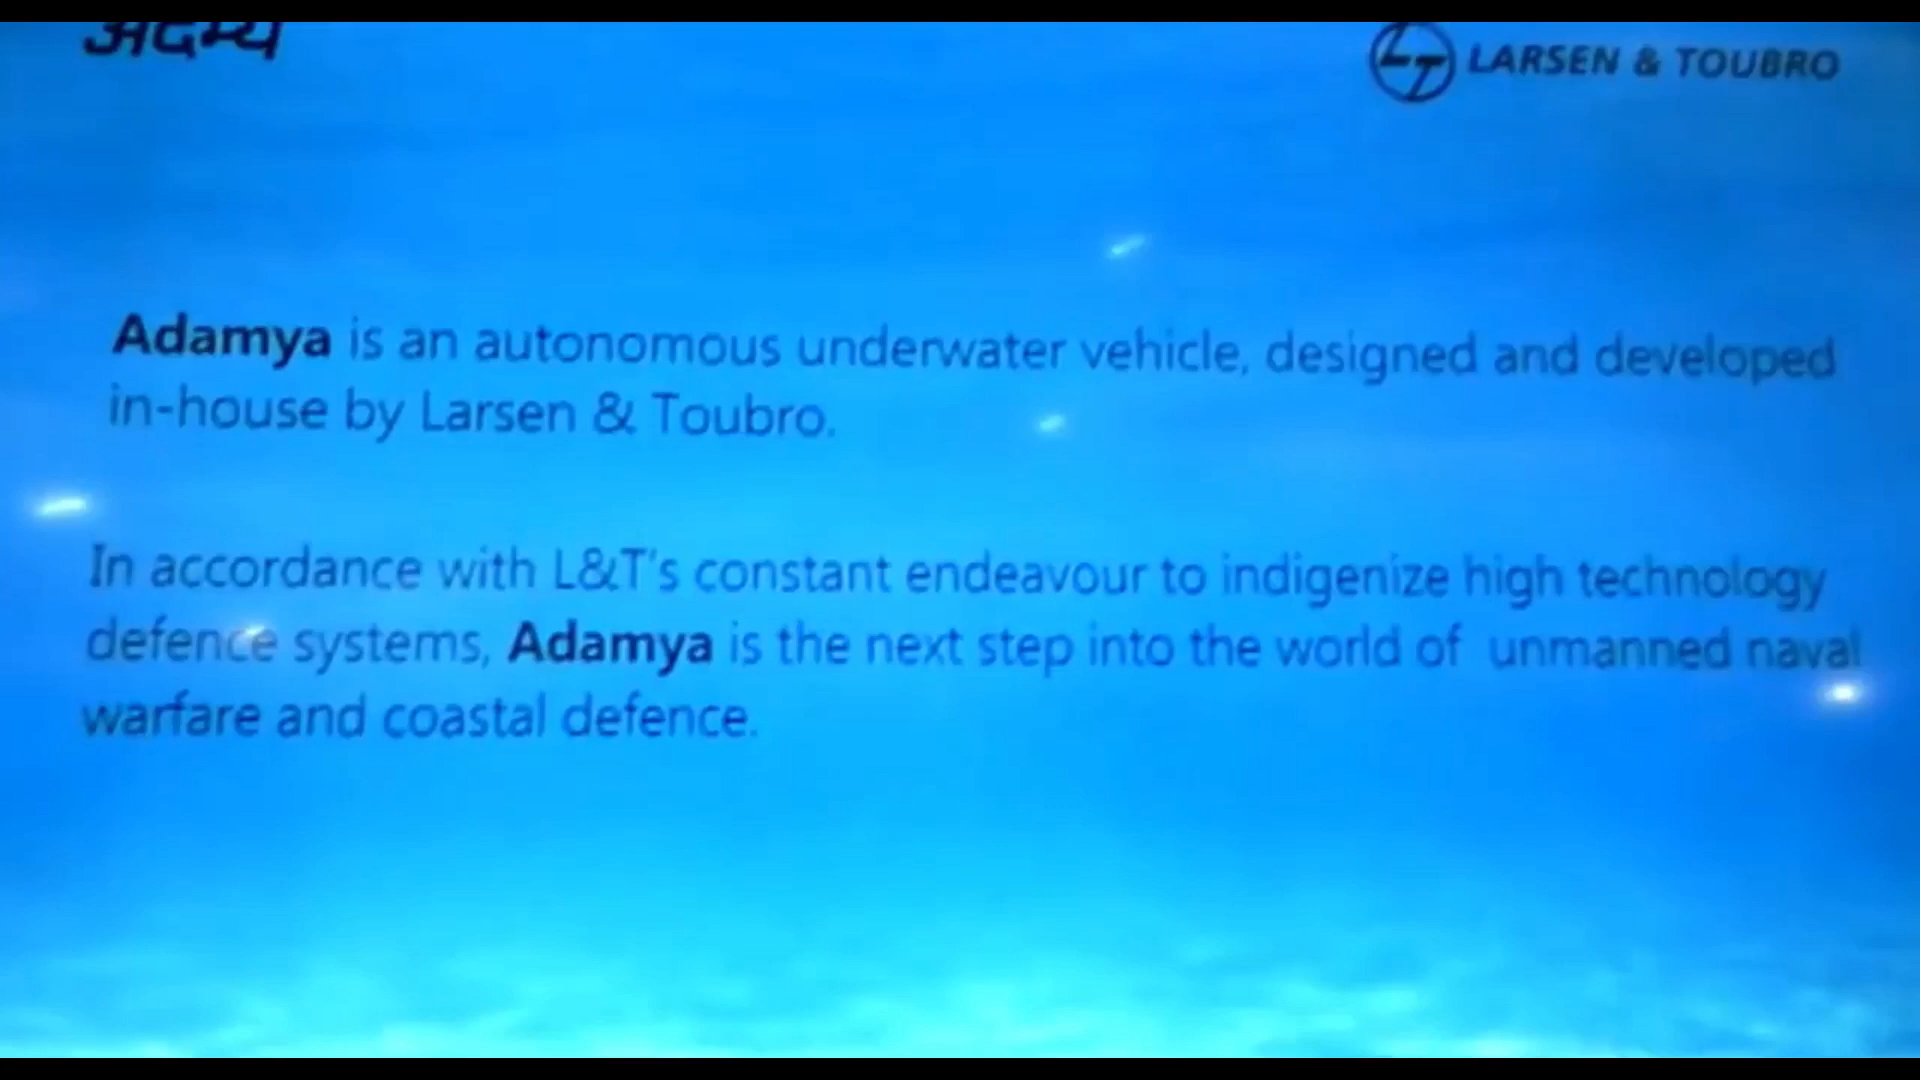 अदम्य
LT LARSEN & TOUBRO
Adamya is an autonomous underwater vehicle, designed and developed
in-house by Larsen & Toubro.
In accordance with L&T's constant endeavour to indigenize high technology
defence systems, Adamya is the next step into the world of unmanned naval
warfare and coastal defence.